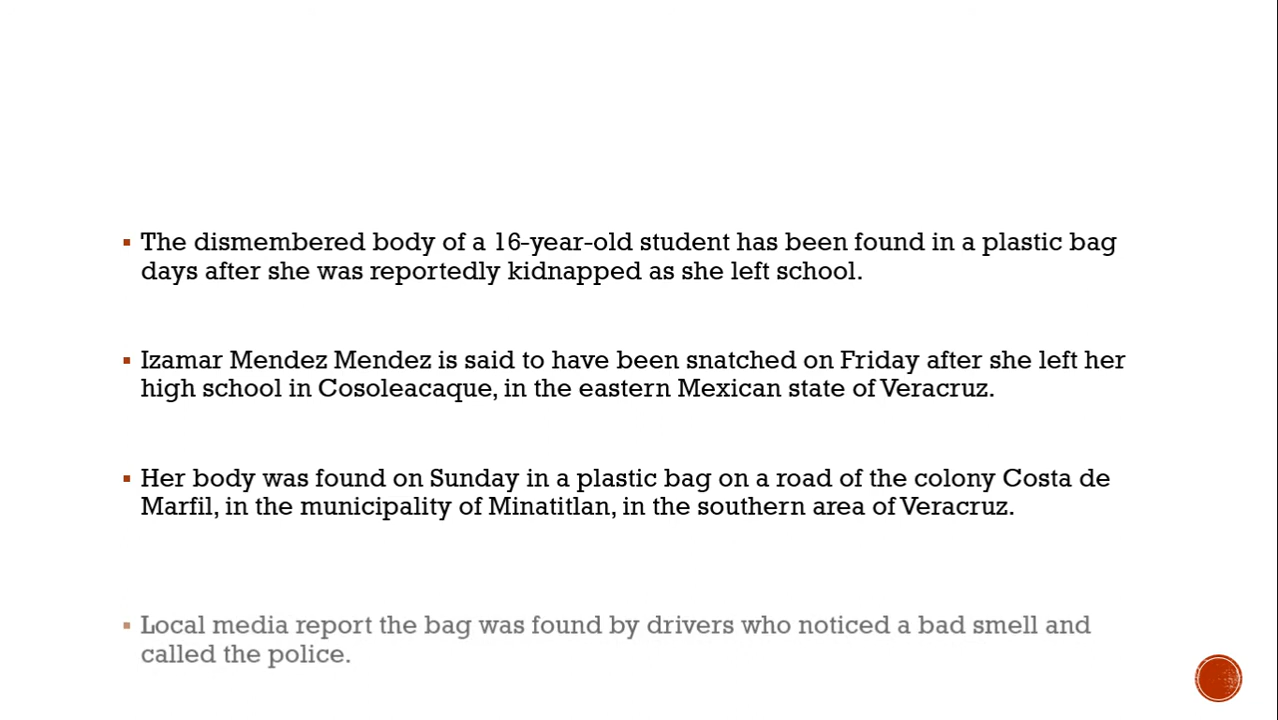 ▪ The dismembered body of a 16-year-old student has been found in a plastic bag
days after she was reportedly kidnapped as she left school.
▪ Izamar Mendez Mendez is said to have been snatched on Friday after she left her
high school in Cosoleacaque, in the eastern Mexican state of Veracruz.
▪ Her body was found on Sunday in a plastic bag on a road of the colony Costa de
Marfil, in the municipality of Minatitlan, in the southern area of Veracruz.
▪ Local media report the bag was found by drivers who noticed a bad smell and
called the police.